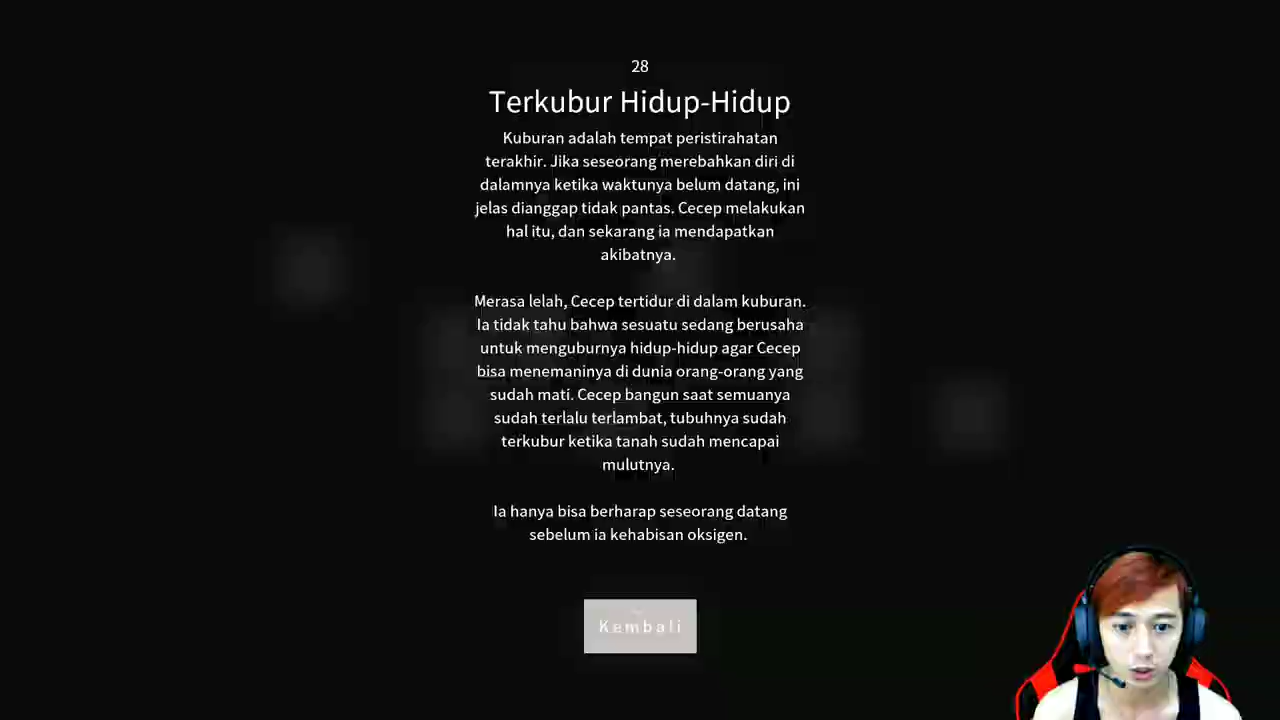 28
Terkubur Hidup-Hidup
Kuburan adalah tempat peristirahatan
terakhir. Jika seseorang merebahkan diri di
dalamnya ketika waktunya belum datang, ini
jelas dianggap tidak pantas. Cecep melakukan
hal itu, dan sekarang ia mendapatkan
akibatnya.
Merasa lelah, Cecep tertidur di dalam kuburan.
Ia tidak tahu bahwa sesuatu sedang berusaha
untuk menguburnya hidup-hidup agar Cecep
bisa menemaninya di dunia orang-orang yang
sudah mati. Cecep bangun saat semuanya
sudah terlalu terlambat, tubuhnya sudah
terkubur ketika tanah sudah mencapai
mulutnya.
Ia hanya bisa berharap seseorang datang
sebelum ia kehabisan oksigen.
Kembali